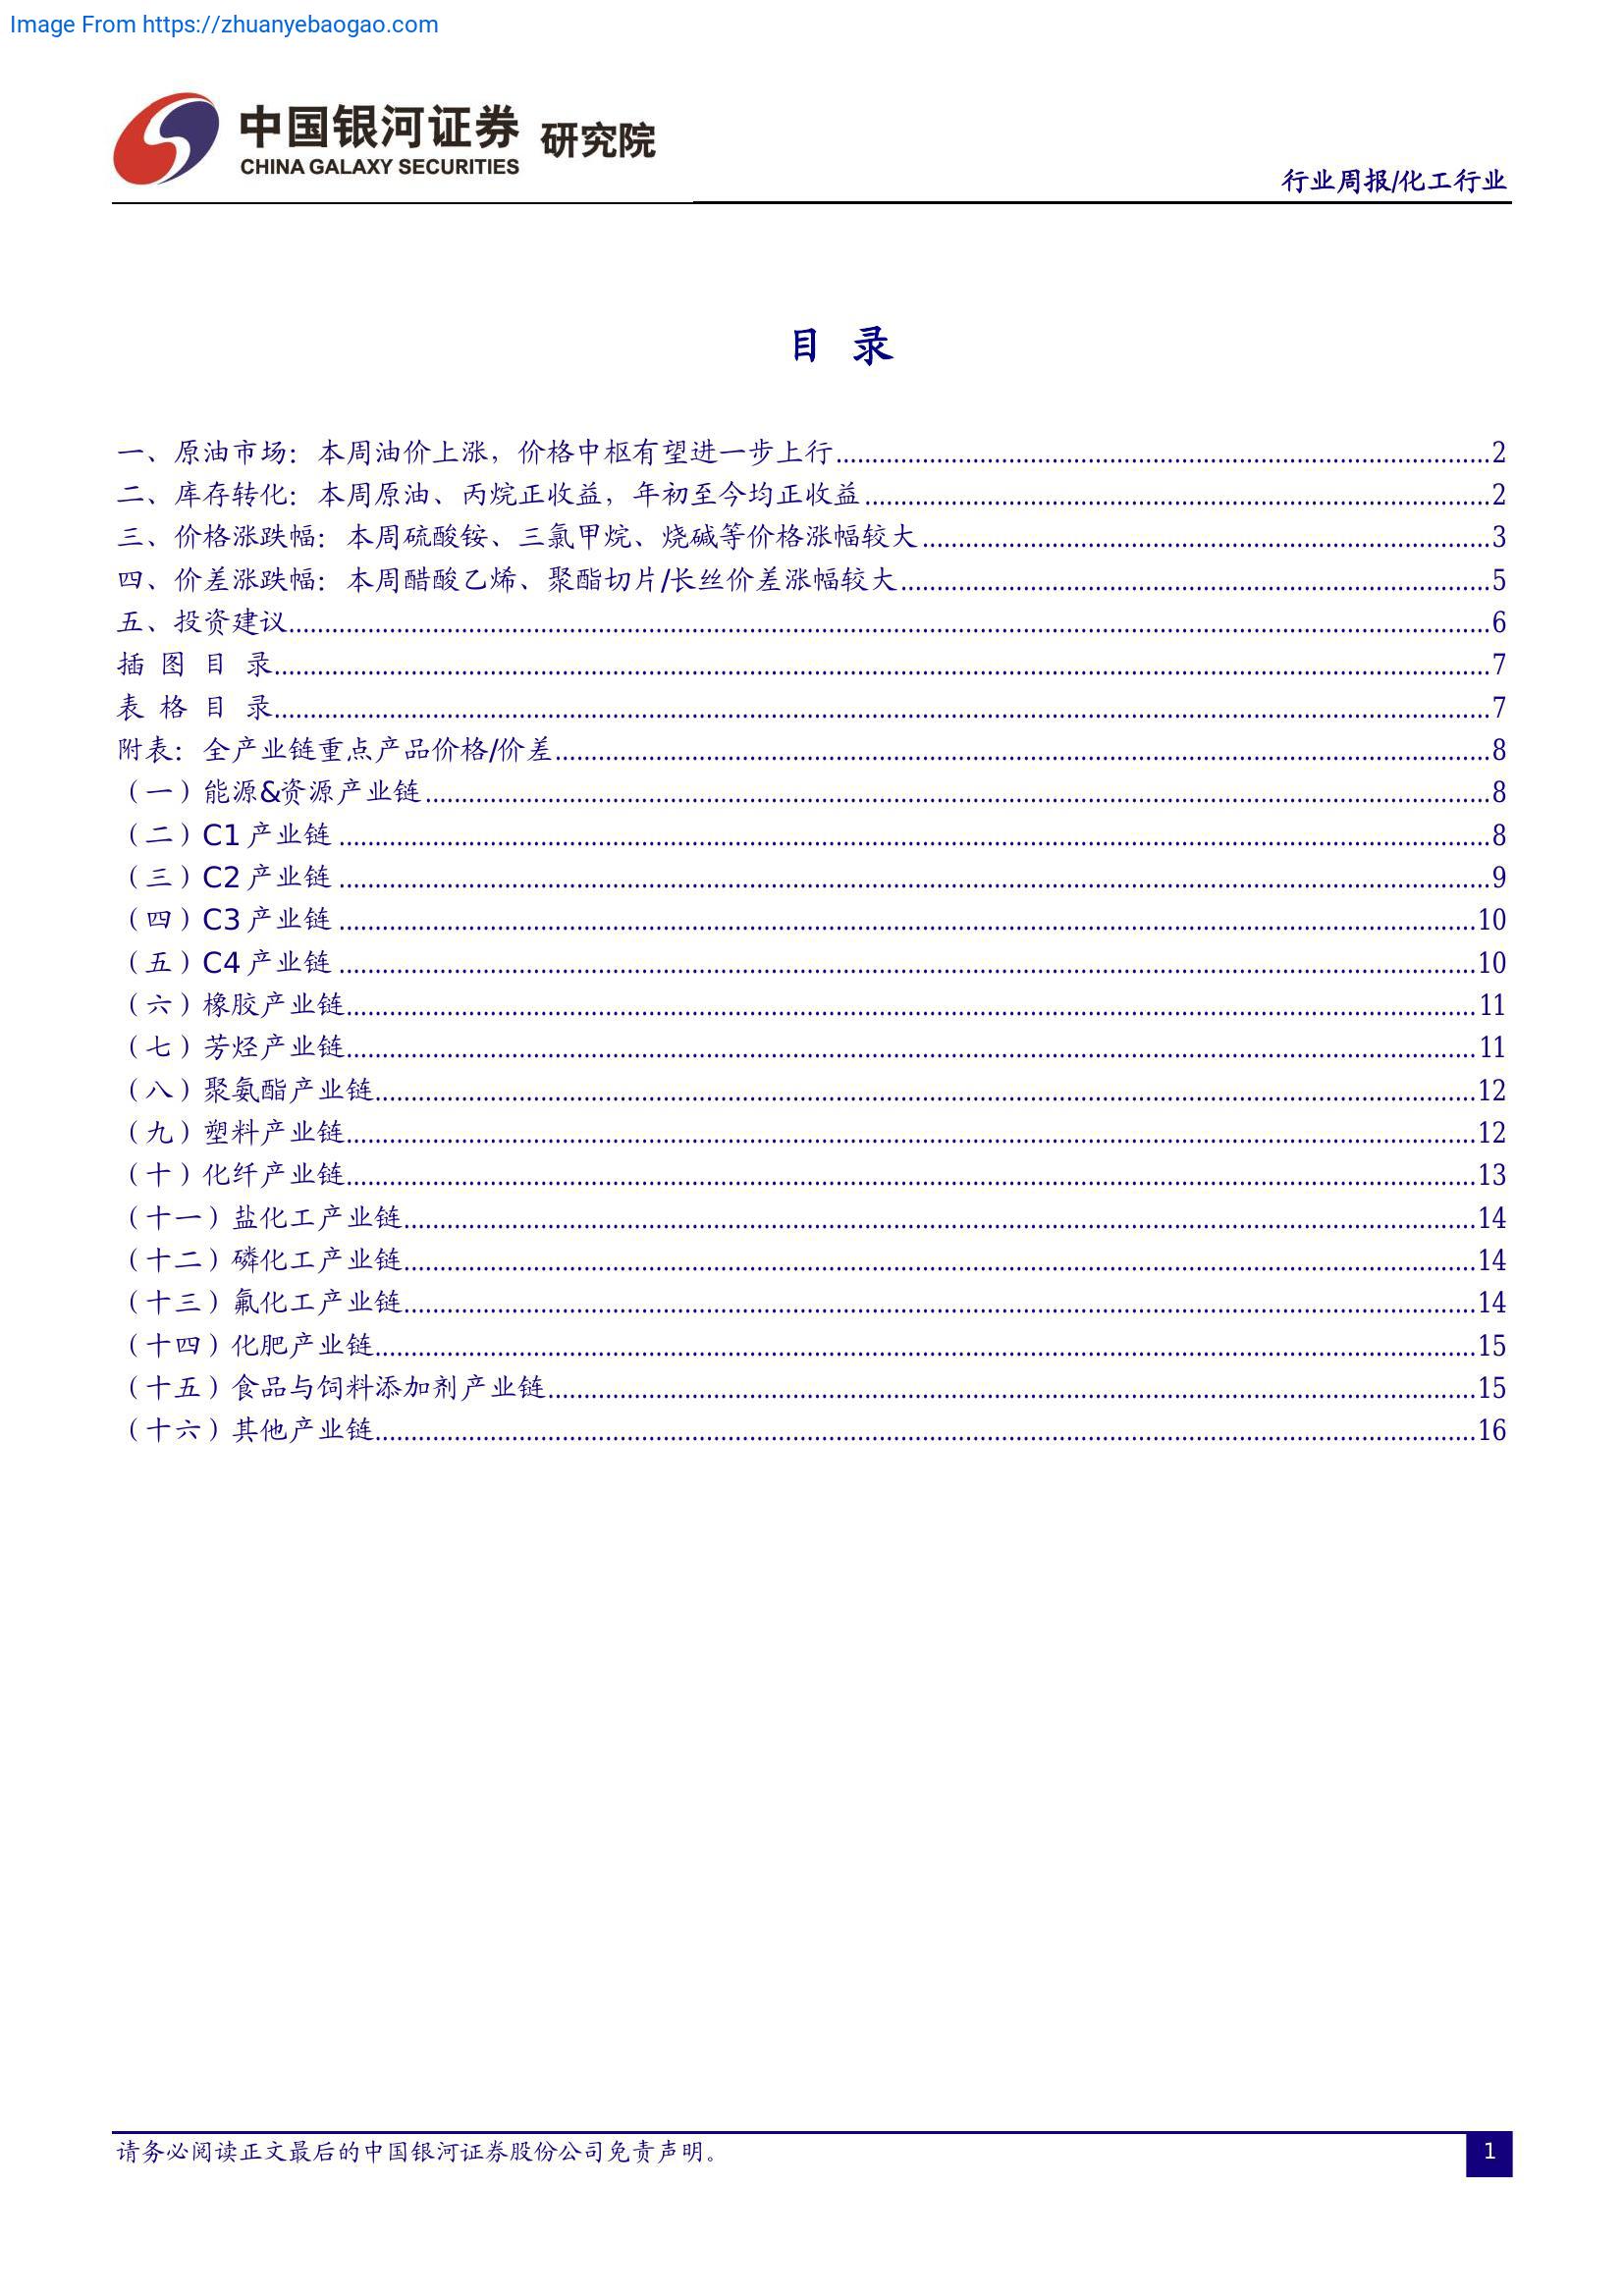 Image From https://zhuanyebaogao.com
中国银河证券 研究院
CHINA GALAXY SECURITIES
行业周报/化工行业
目 录
一、原油市场：本周油价上涨，价格中枢有望进一步上行 2
二、库存转化：本周原油、丙烷正收益，年初至今均正收益 2
三、价格涨跌幅：本周硫酸铵、三氯甲烷、烧碱等价格涨幅较大 3
四、价差涨跌幅：本周醋酸乙烯、聚酯切片/长丝价差涨幅较大 5
五、投资建议 6
插 图 目 录 7
表 格 目 录 7
附表：全产业链重点产品价格/价差 8
（一）能源&资源产业链 8
（二）C1 产业链 8
（三）C2 产业链 9
（四）C3 产业链 10
（五）C4 产业链 10
（六）橡胶产业链 11
（七）芳烃产业链 11
（八）聚氨酯产业链 12
（九）塑料产业链 12
（十）化纤产业链 13
（十一）盐化工产业链 14
（十二）磷化工产业链 14
（十三）氟化工产业链 14
（十四）化肥产业链 15
（十五）食品与饲料添加剂产业链 15
（十六）其他产业链 16
请务必阅读正文最后的中国银河证券股份公司免责声明。
1